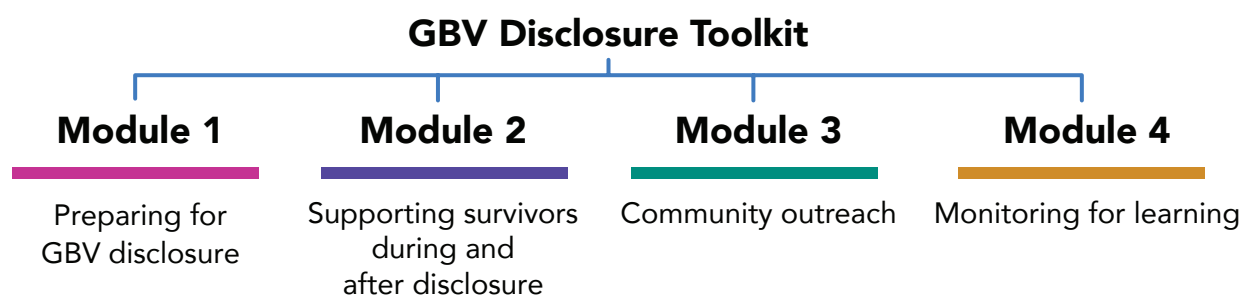 GBV Disclosure Toolkit
Module 1
Preparing for
GBV disclosure
Module 2
Supporting survivors
during and
after disclosure
Module 3
Community outreach
Module 4
Monitoring for learning